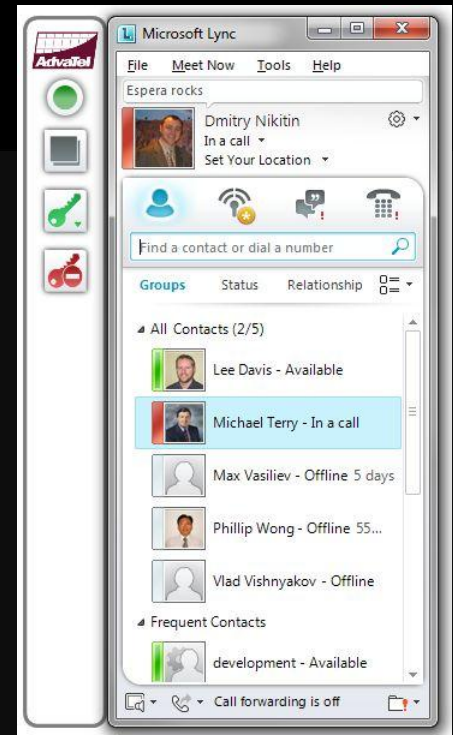 AdvaTel
Microsoft Lync
File Meet Now Tools Help
Espera rocks
Dmitry Nikitin
In a call
Set Your Location
Find a contact or dial a number
Groups Status Relationship
All Contacts (2/5)
Lee Davis - Available
Michael Terry - In a call
Max Vasiliev - Offline 5 days
Phillip Wong - Offline 55...
Vlad Vishnyakov - Offline
Frequent Contacts
development - Available
Call forwarding is off